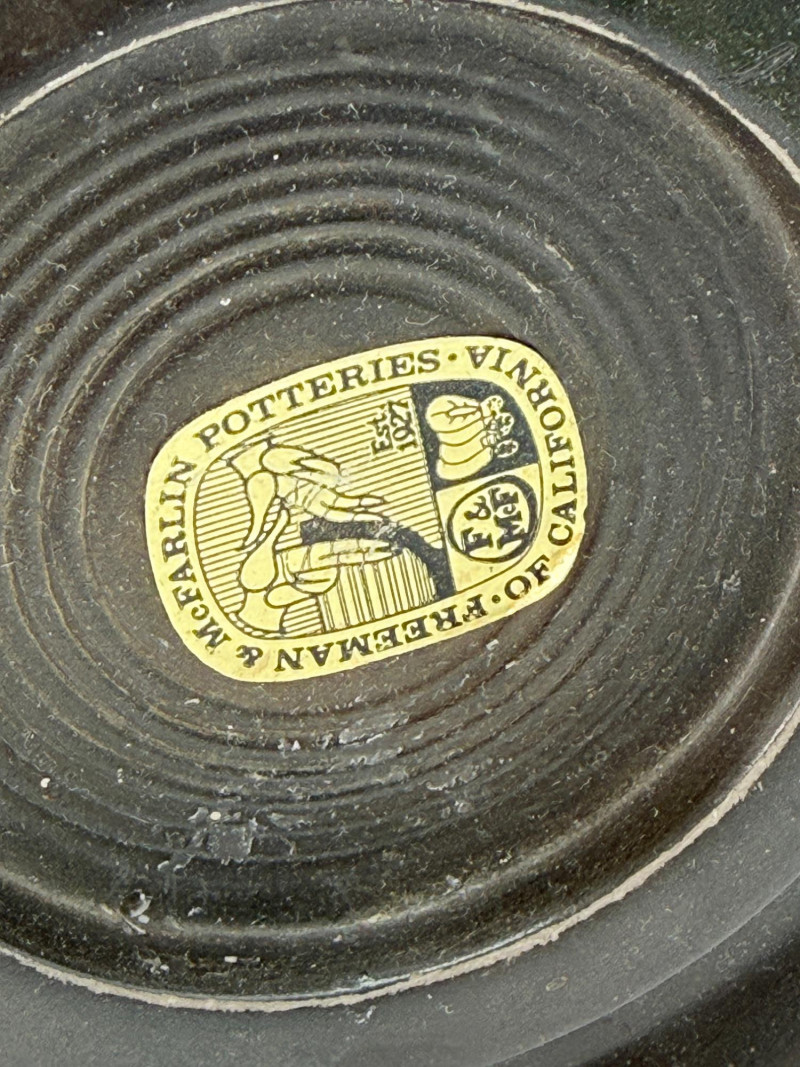 FREEMAN & McFARLIN POTTERIES · OF CALIFORNIA ·
Est.
1927
F &
McF